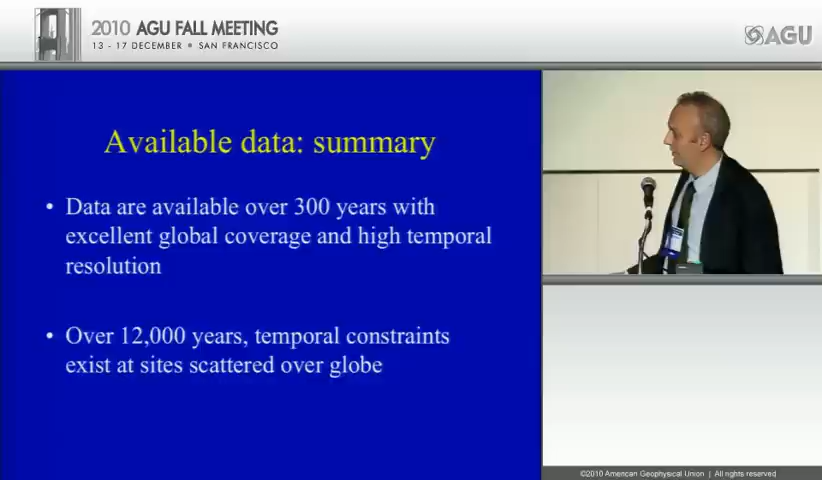 2010 AGU FALL MEETING
13 - 17 DECEMBER • SAN FRANCISCO
AGU
Available data: summary
• Data are available over 300 years with
excellent global coverage and high temporal
resolution
• Over 12,000 years, temporal constraints
exist at sites scattered over globe
©2010 American Geophysical Union | All rights reserved